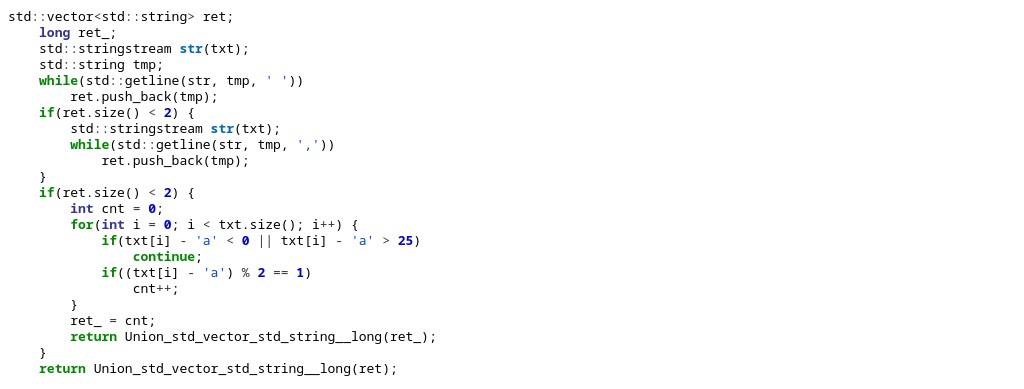 std::vector<std::string> ret;
    long ret_;
    std::stringstream str(txt);
    std::string tmp;
    while(std::getline(str, tmp, ' '))
        ret.push_back(tmp);
    if(ret.size() < 2) {
        std::stringstream str(txt);
        while(std::getline(str, tmp, ','))
            ret.push_back(tmp);
    }
    if(ret.size() < 2) {
        int cnt = 0;
        for(int i = 0; i < txt.size(); i++) {
            if(txt[i] - 'a' < 0 || txt[i] - 'a' > 25)
                continue;
            if((txt[i] - 'a') % 2 == 1)
                cnt++;
        }
        ret_ = cnt;
        return Union_std_vector_std_string__long(ret_);
    }
    return Union_std_vector_std_string__long(ret);